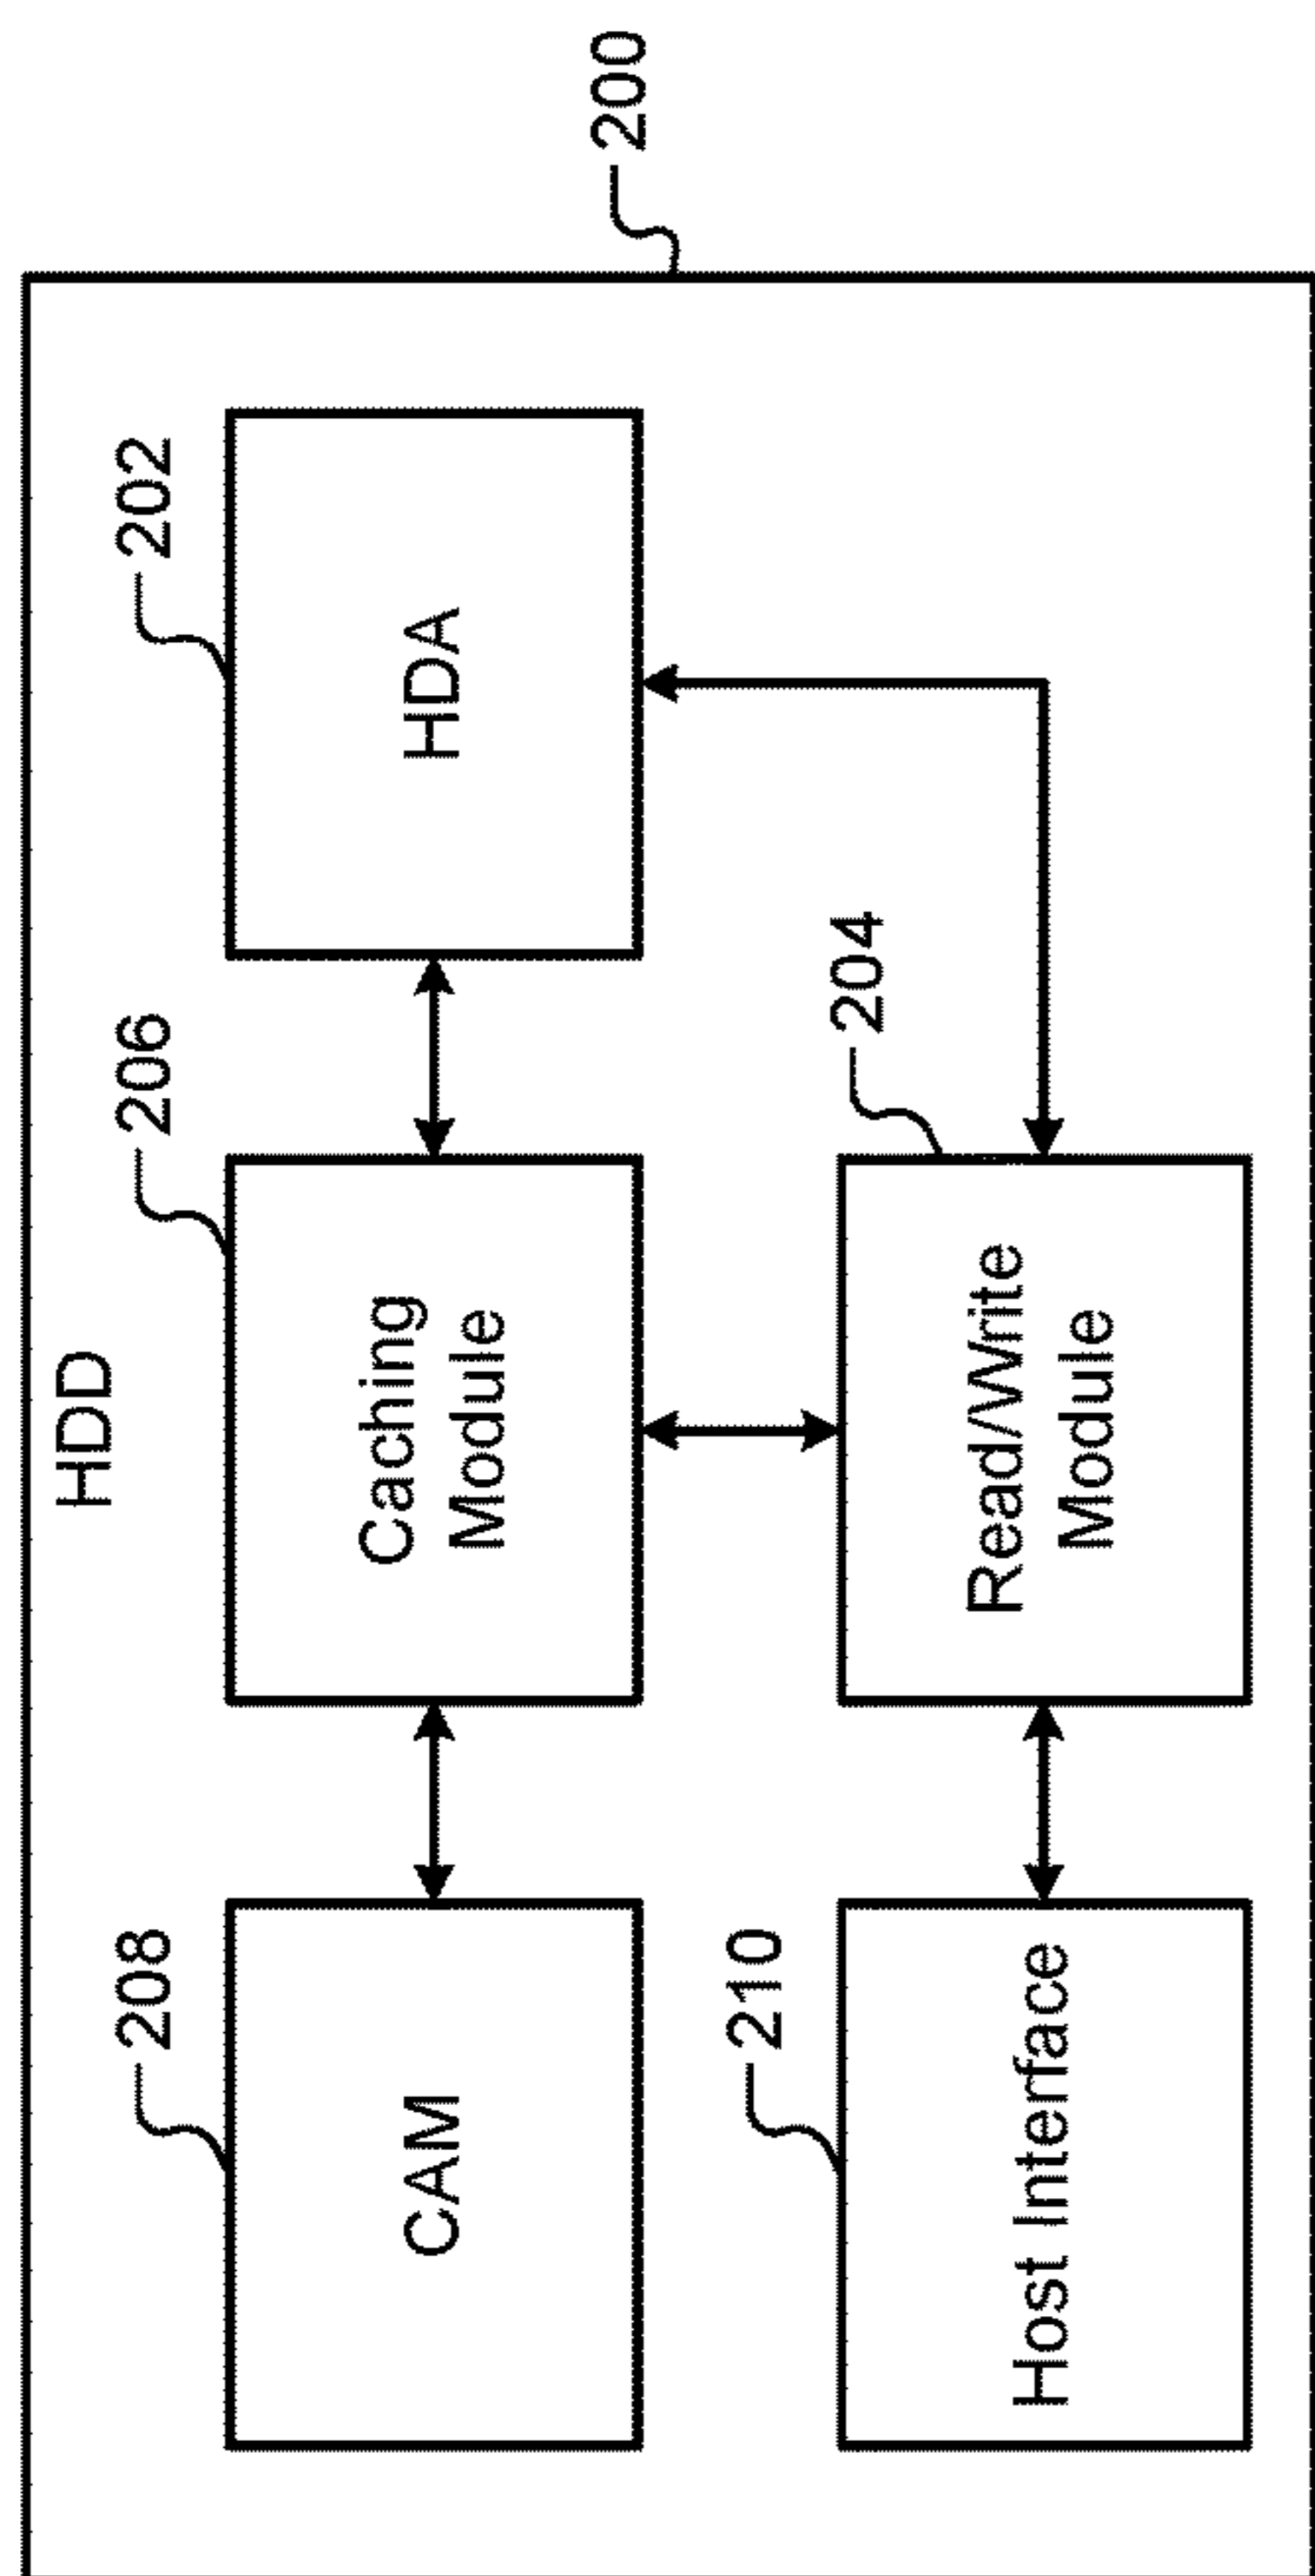 HDD
200
208
206
202
CAM
Caching
Module
HDA
210
204
Host Interface
Read/Write
Module